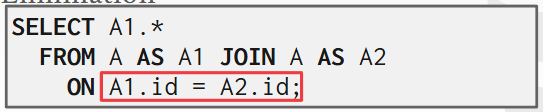 SELECT A1.*
FROM A AS A1 JOIN A AS A2
ON A1.id = A2.id;